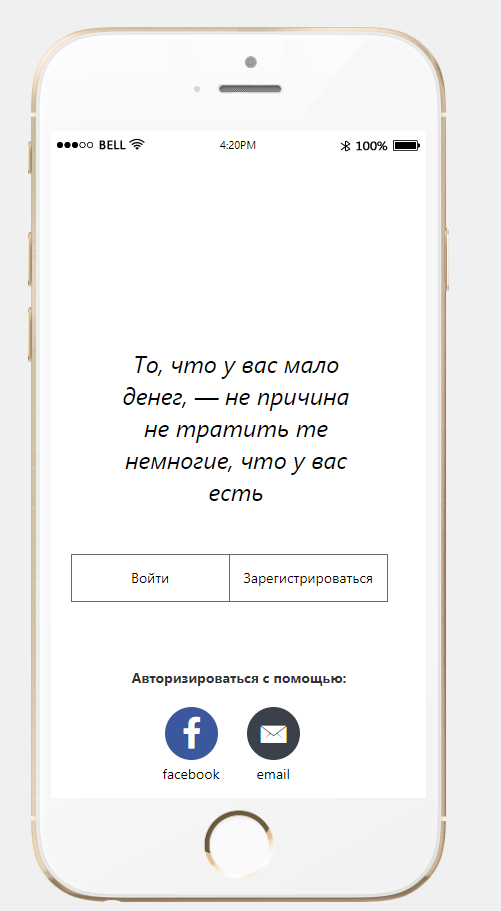 BELL 4:20PM 100%
То, что у вас мало
денег, — не причина
не тратить те
немногие, что у вас
есть
Войти Зарегистрироваться
Авторизироваться с помощью:
facebook email